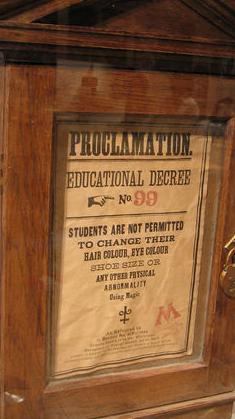 PROCLAMATION.
EDUCATIONAL DECREE
No. 99
STUDENTS ARE NOT PERMITTED
TO CHANGE THEIR
HAIR COLOUR, EYE COLOUR
SHOE SIZE OR
ANY OTHER PHYSICAL
ABNORMALITY
Using Magic
M